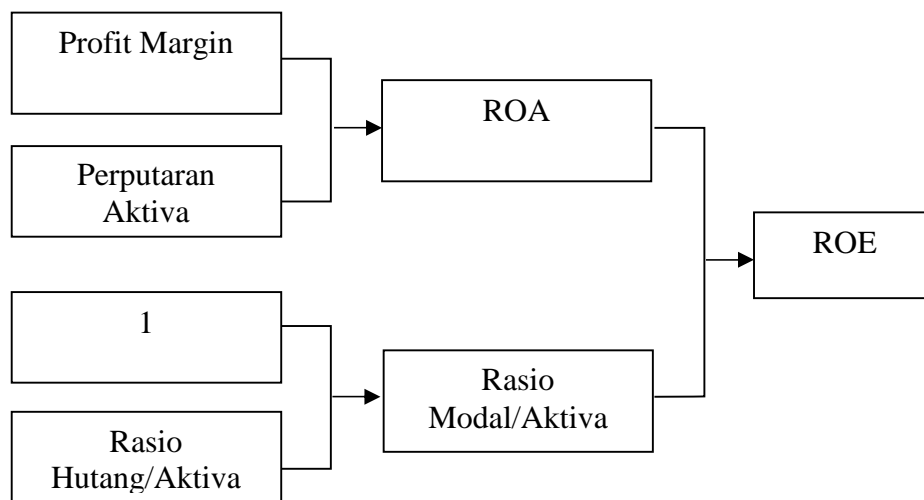 Profit Margin
ROA
Perputaran
Aktiva
ROE
1
Rasio
Modal/Aktiva
Rasio
Hutang/Aktiva